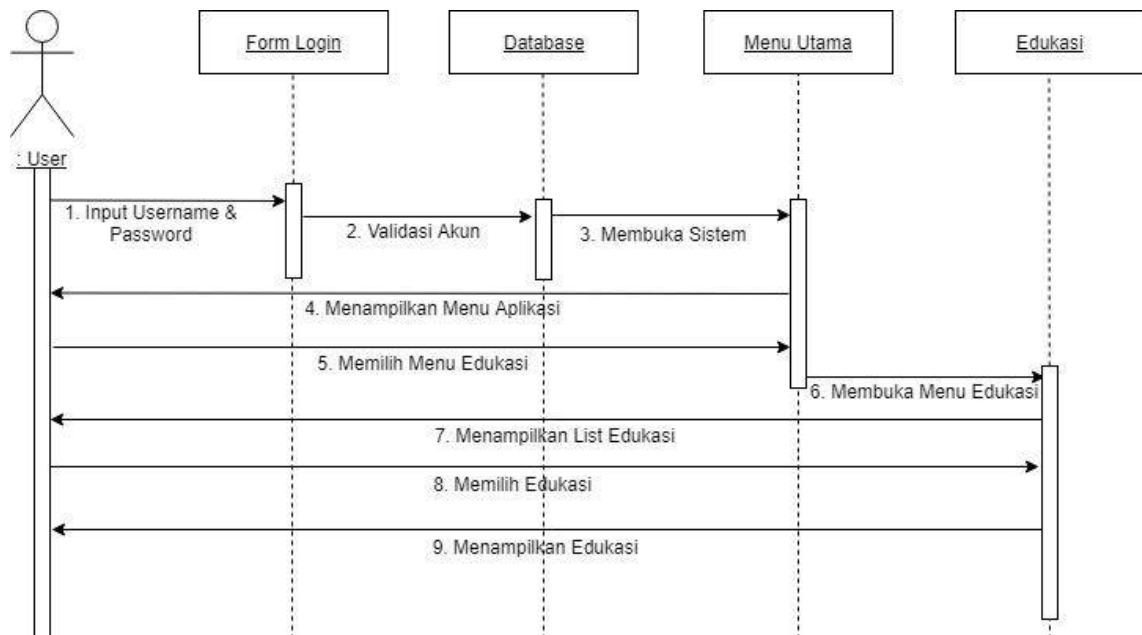 Form Login
Database
Menu Utama
Edukasi
: User
1. Input Username &
Password
2. Validasi Akun
3. Membuka Sistem
4. Menampilkan Menu Aplikasi
5. Memilih Menu Edukasi
6. Membuka Menu Edukasi
7. Menampilkan List Edukasi
8. Memilih Edukasi
9. Menampilkan Edukasi